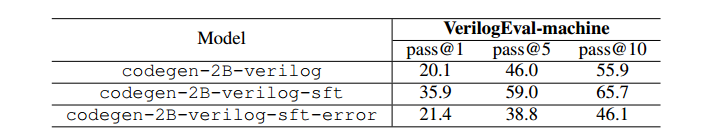 Model VerilogEval-machine
pass@1 pass@5 pass@10
codegen-2B-verilog 20.1 46.0 55.9
codegen-2B-verilog-sft 35.9 59.0 65.7
codegen-2B-verilog-sft-error 21.4 38.8 46.1